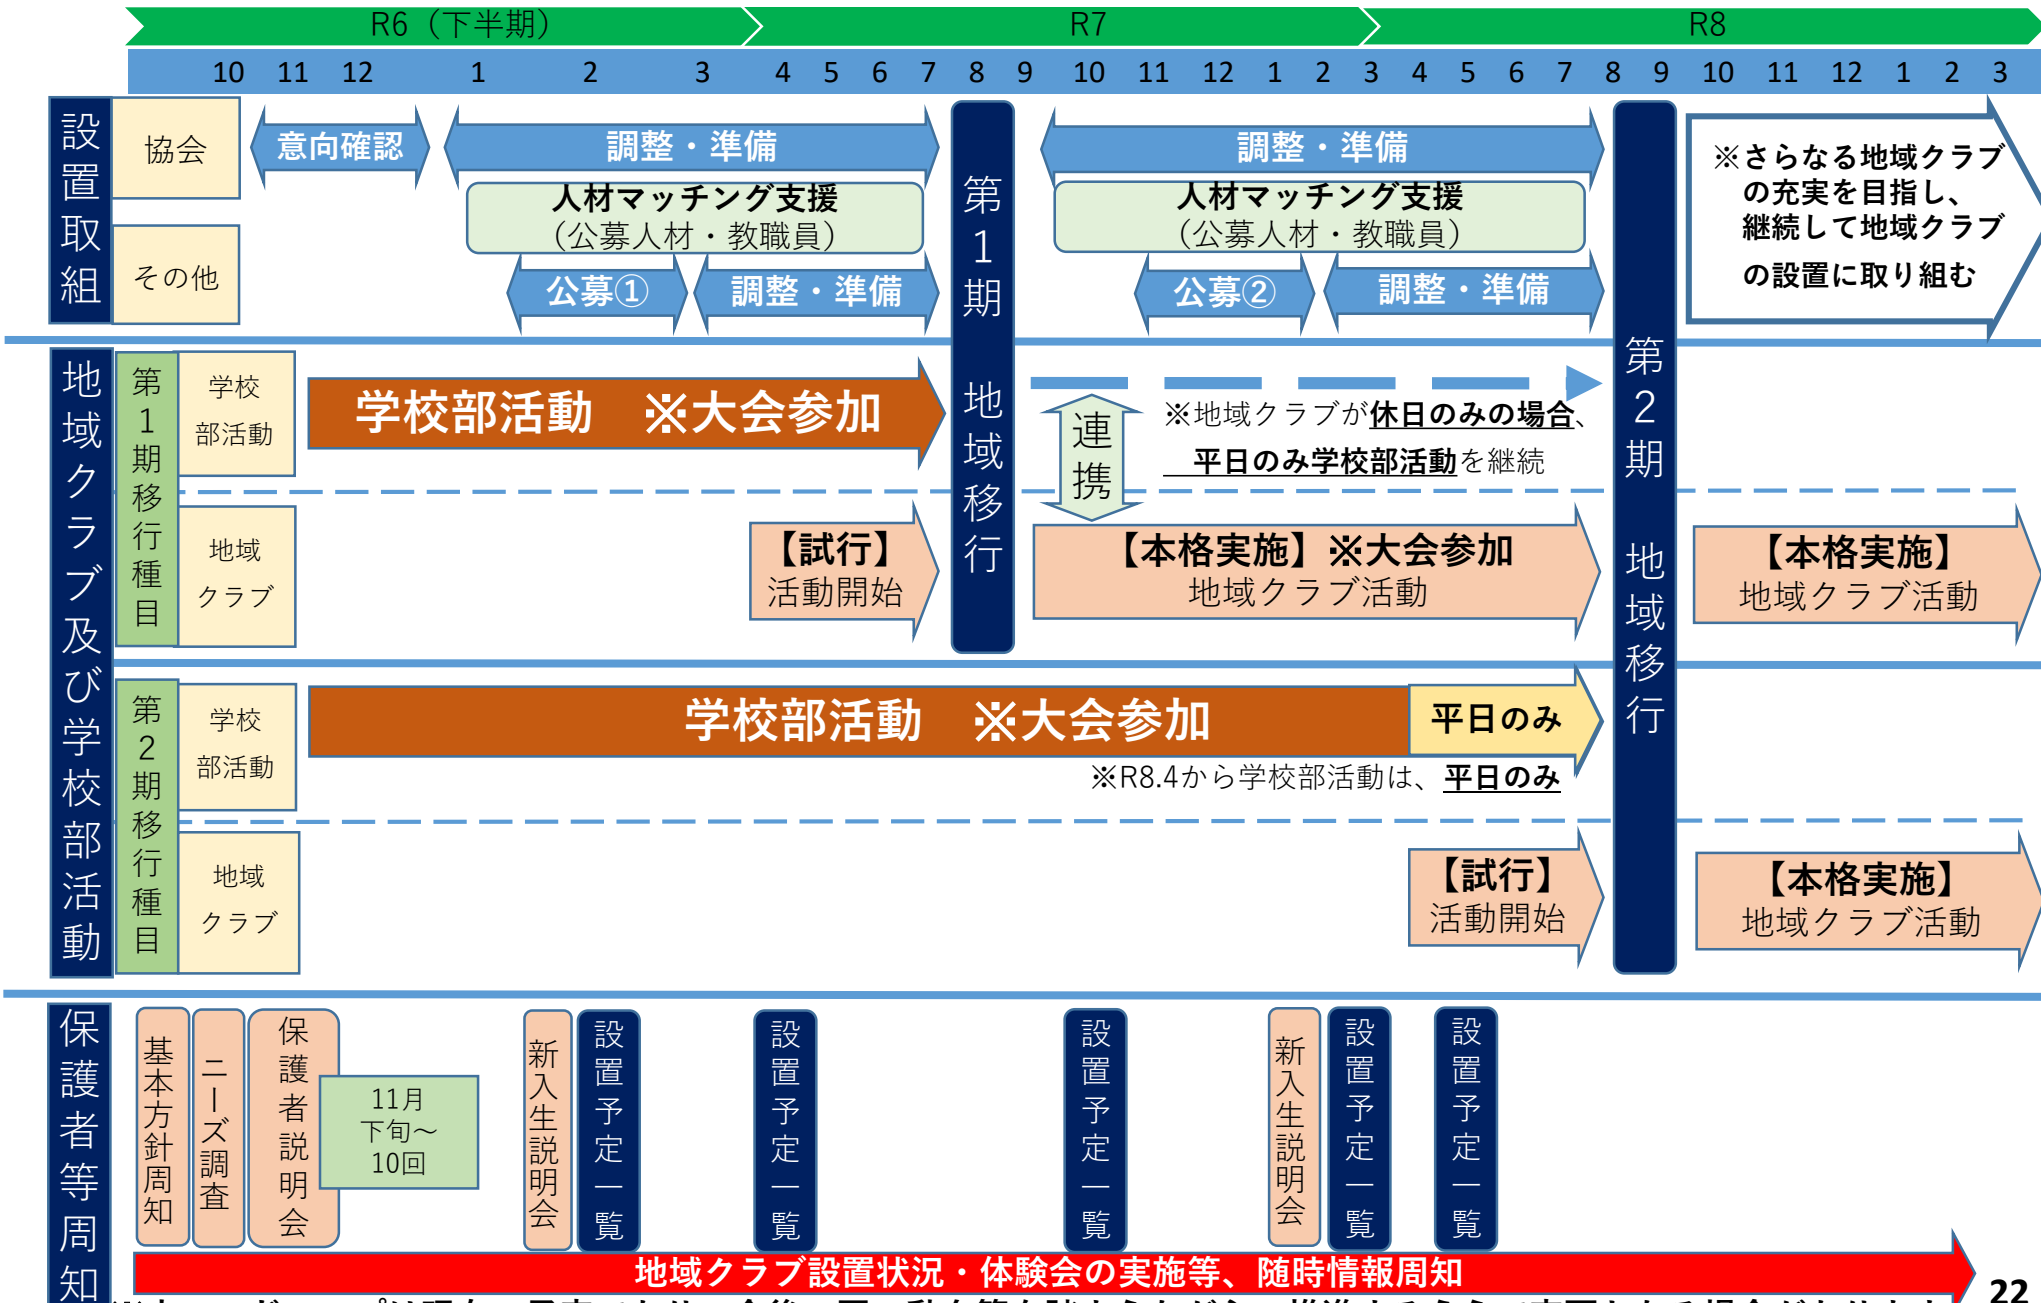 R6（下半期）
R7
R8
10 11 12 1 2 3 4 5 6 7 8 9 10 11 12 1 2 3 4 5 6 7 8 9 10 11 12 1 2 3
設置取組
協会
意向確認
調整・準備
人材マッチング支援
（公募人材・教職員）
その他
公募①
調整・準備
第1期　地域移行
調整・準備
人材マッチング支援
（公募人材・教職員）
公募②
調整・準備
※さらなる地域クラブ
の充実を目指し、
継続して地域クラブ
の設置に取り組む
第2期　地域移行
地域クラブ及び学校部活動
第1期移行種目
学校
部活動
学校部活動　※大会参加
連携
※地域クラブが休日のみの場合、
平日のみ学校部活動を継続
地域
クラブ
【試行】
活動開始
【本格実施】※大会参加
地域クラブ活動
【本格実施】
地域クラブ活動
第2期移行種目
学校
部活動
学校部活動　※大会参加
平日のみ
※R8.4から学校部活動は、平日のみ
地域
クラブ
【試行】
活動開始
【本格実施】
地域クラブ活動
保護者等周知
基本方針周知
ニーズ調査
保護者説明会
11月
下旬～
10回
新入生説明会
設置予定一覧
設置予定一覧
設置予定一覧
新入生説明会
設置予定一覧
設置予定一覧
地域クラブ設置状況・体験会の実施等、随時情報周知
22